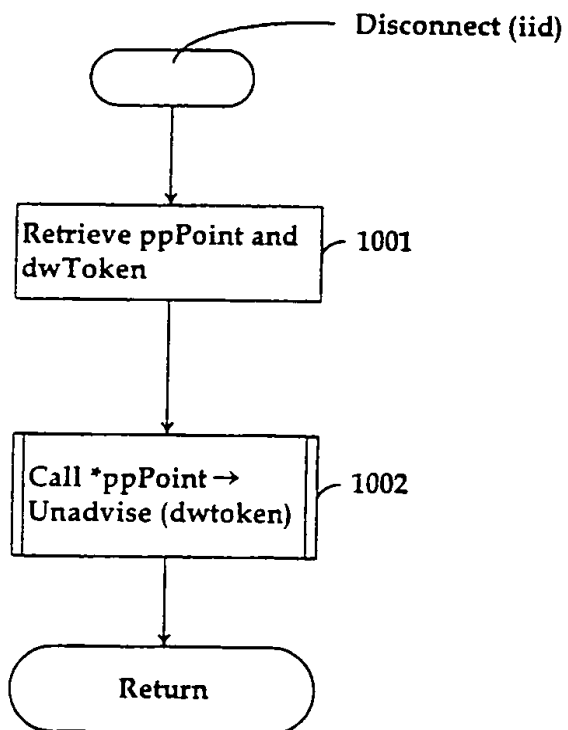 Disconnect (iid)
Retrieve ppPoint and
dwToken
1001
Call *ppPoint →
Unadvise (dwtoken)
1002
Return